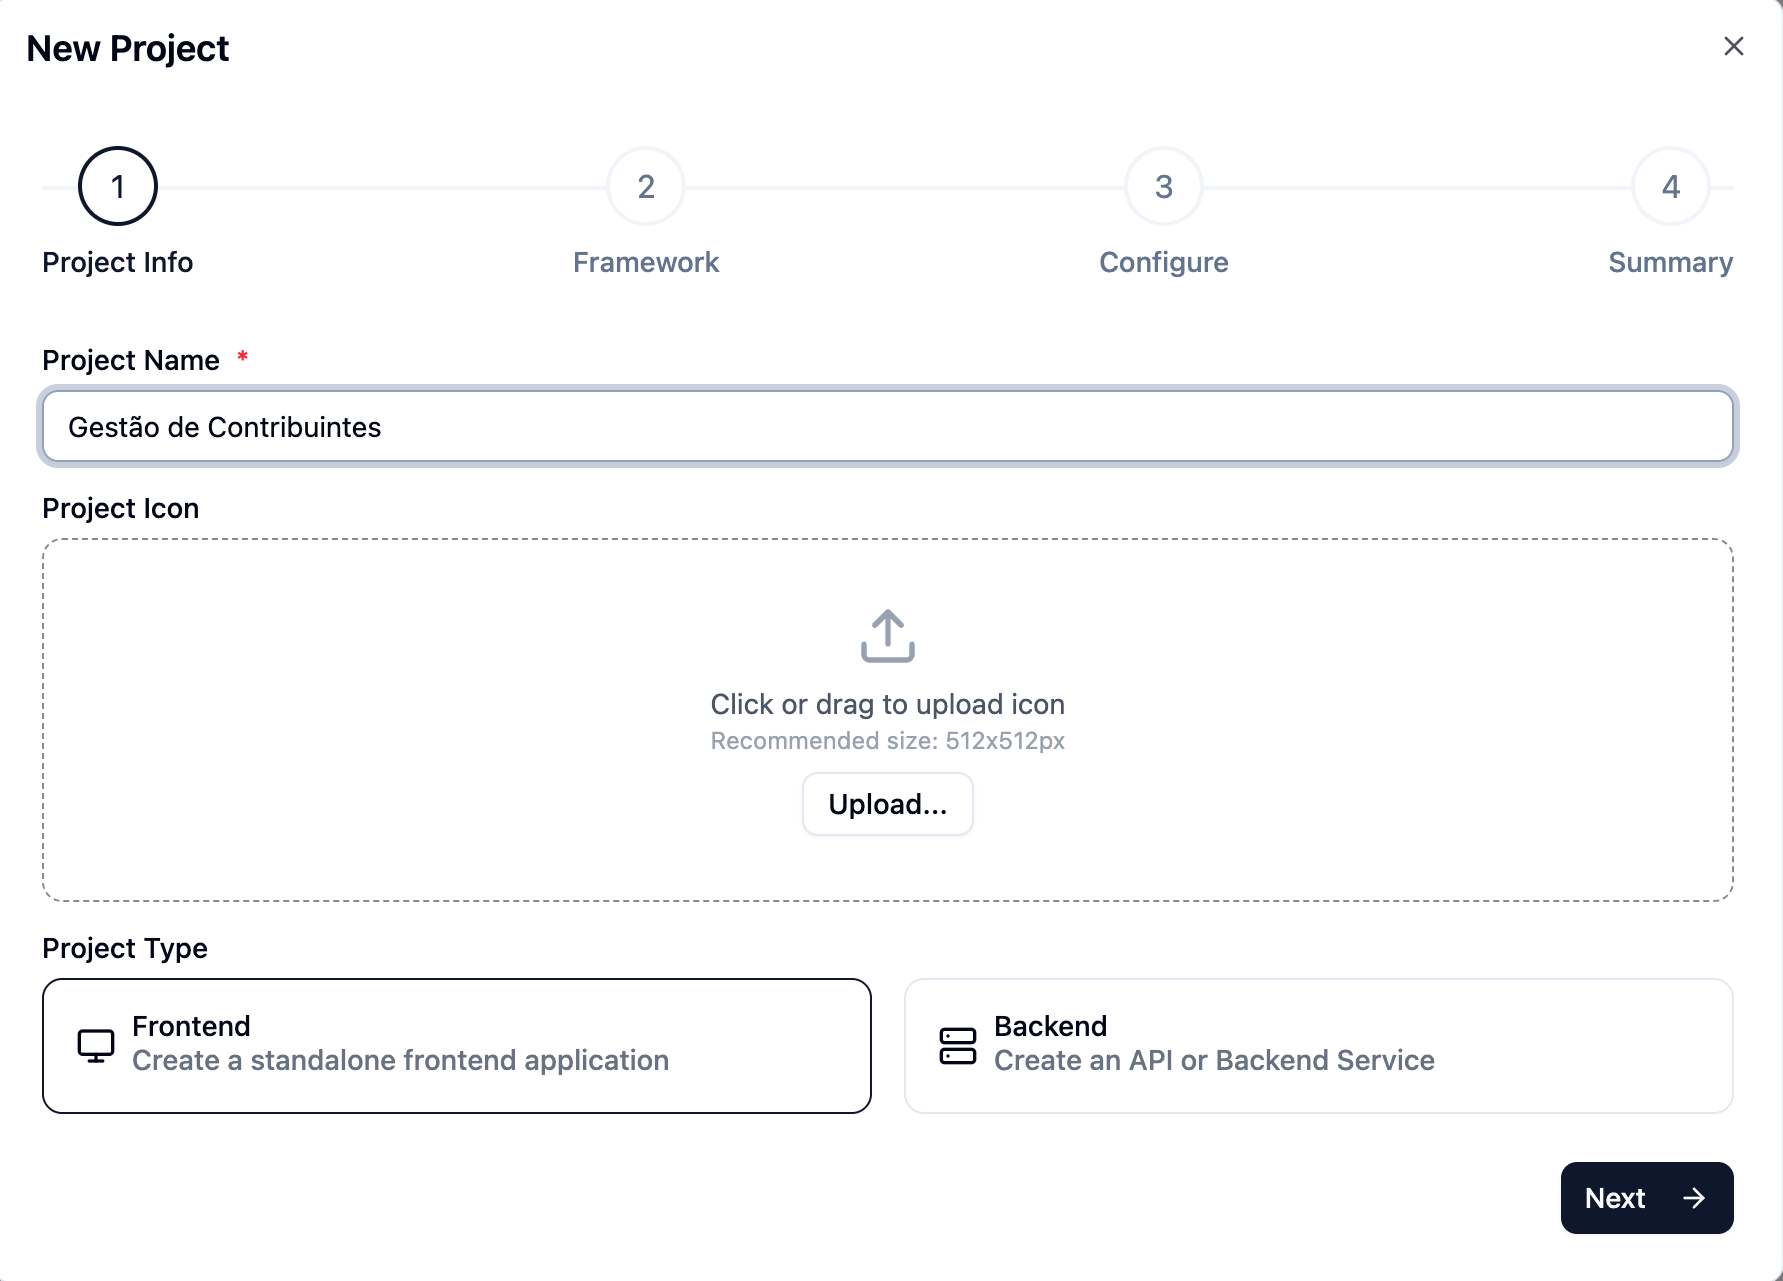 New Project
1
2
3
4
Project Info
Framework
Configure
Summary
Project Name *
Gestão de Contribuintes
Project Icon
Click or drag to upload icon
Recommended size: 512x512px
Upload...
Project Type
Frontend
Create a standalone frontend application
Backend
Create an API or Backend Service
Next